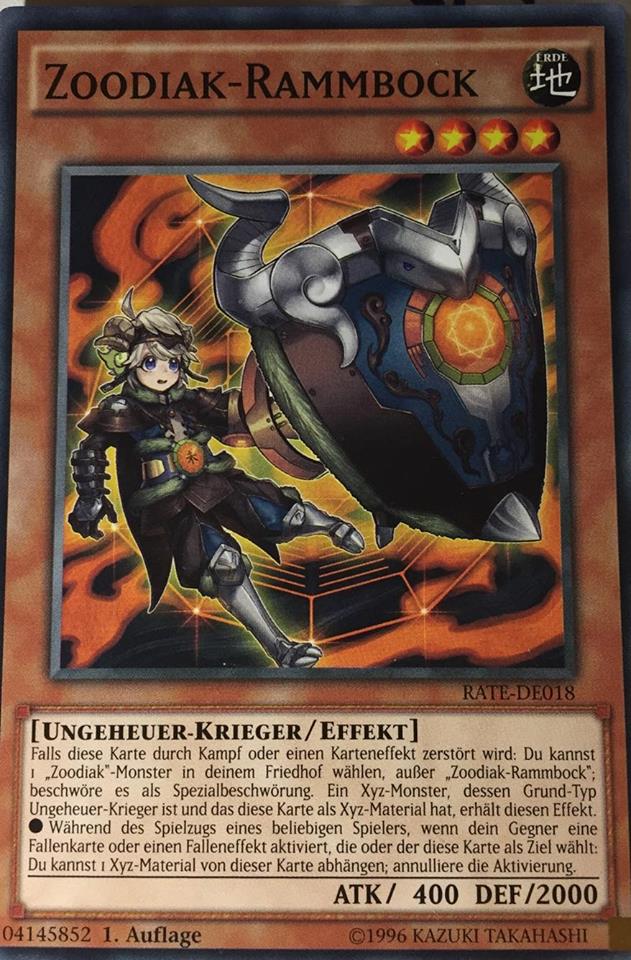 Zoodiak-Rammbock
ERDE
地
[Ungeheuer-Krieger/Effekt]
RATE-DE018
Falls diese Karte durch Kampf oder einen Karteneffekt zerstört wird: Du kannst
1 „Zoodiak"-Monster in deinem Friedhof wählen, außer „Zoodiak-Rammbock";
beschwöre es als Spezialbeschwörung. Ein Xyz-Monster, dessen Grund-Typ
Ungeheuer-Krieger ist und das diese Karte als Xyz-Material hat, erhält diesen Effekt.
● Während des Spielzugs eines beliebigen Spielers, wenn dein Gegner eine
Fallenkarte oder einen Falleneffekt aktiviert, die oder der diese Karte als Ziel wählt:
Du kannst 1 Xyz-Material von dieser Karte abhängen; annulliere die Aktivierung.
ATK/ 400 DEF/2000
04145852 1. Auflage ©1996 KAZUKI TAKAHASHI